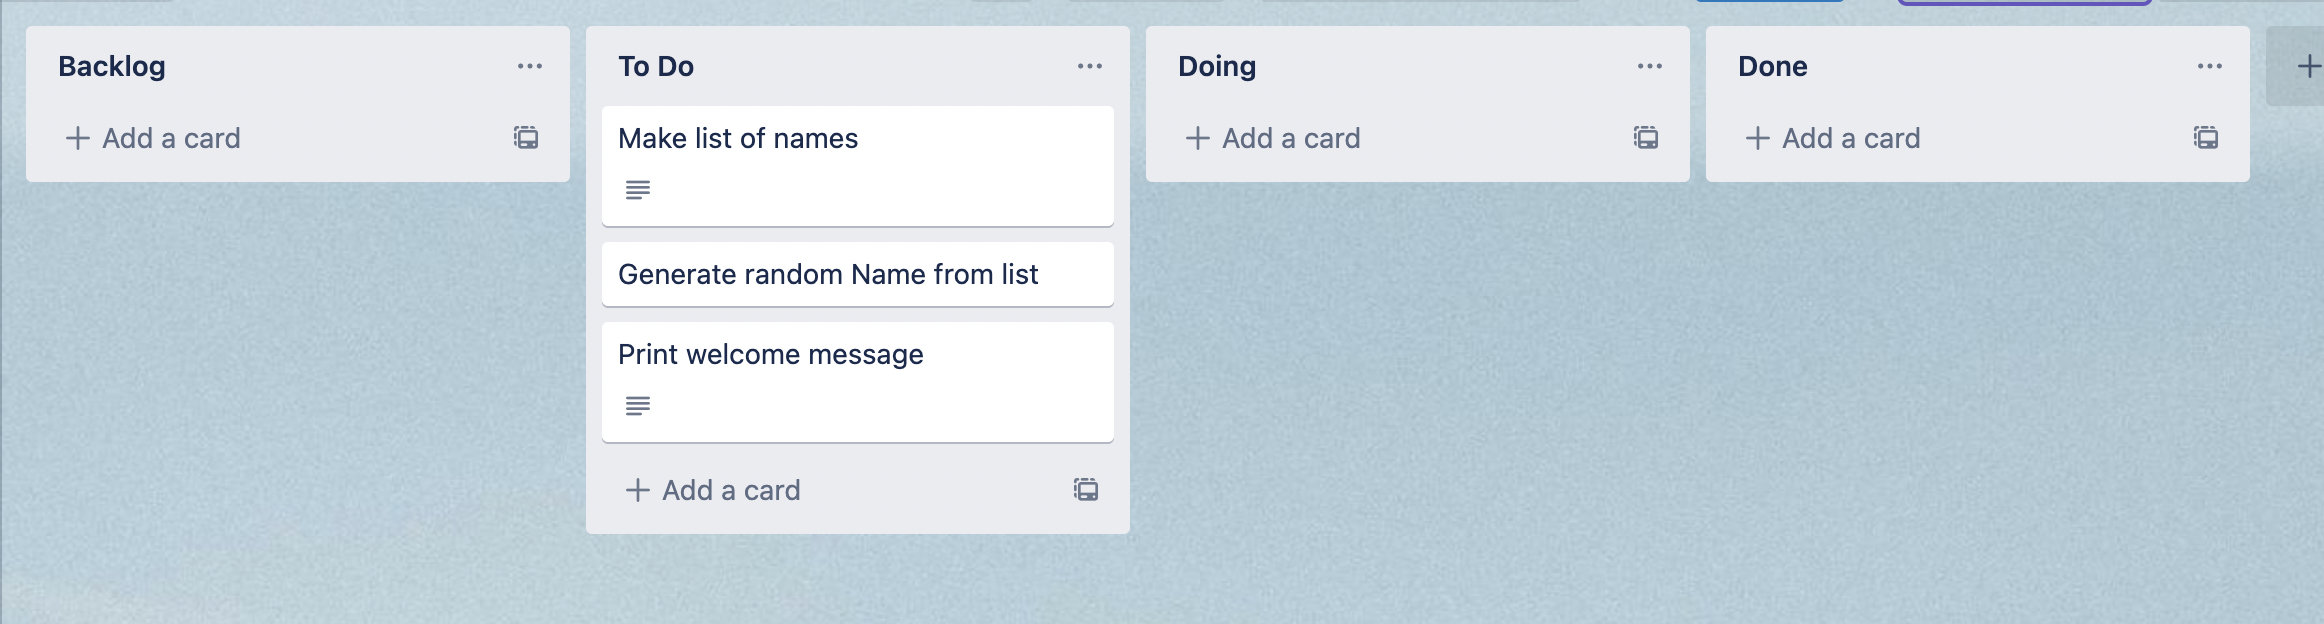 Backlog
Add a card
To Do
Make list of names
Generate random Name from list
Print welcome message
Add a card
Doing
Add a card
Done
Add a card